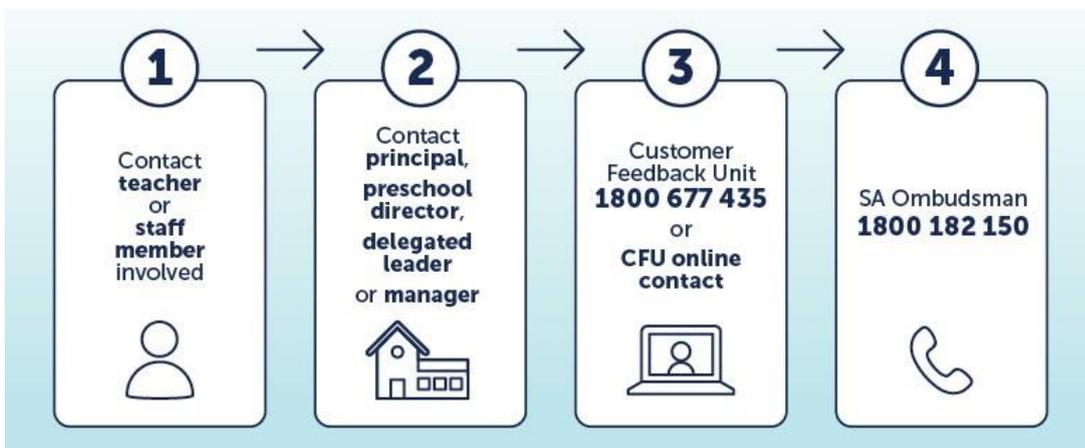 1
Contact
teacher
or
staff
member
involved
2
Contact
principal,
preschool
director,
delegated
leader
or manager
3
Customer
Feedback Unit
1800 677 435
or
CFU online
contact
4
SA Ombudsman
1800 182 150